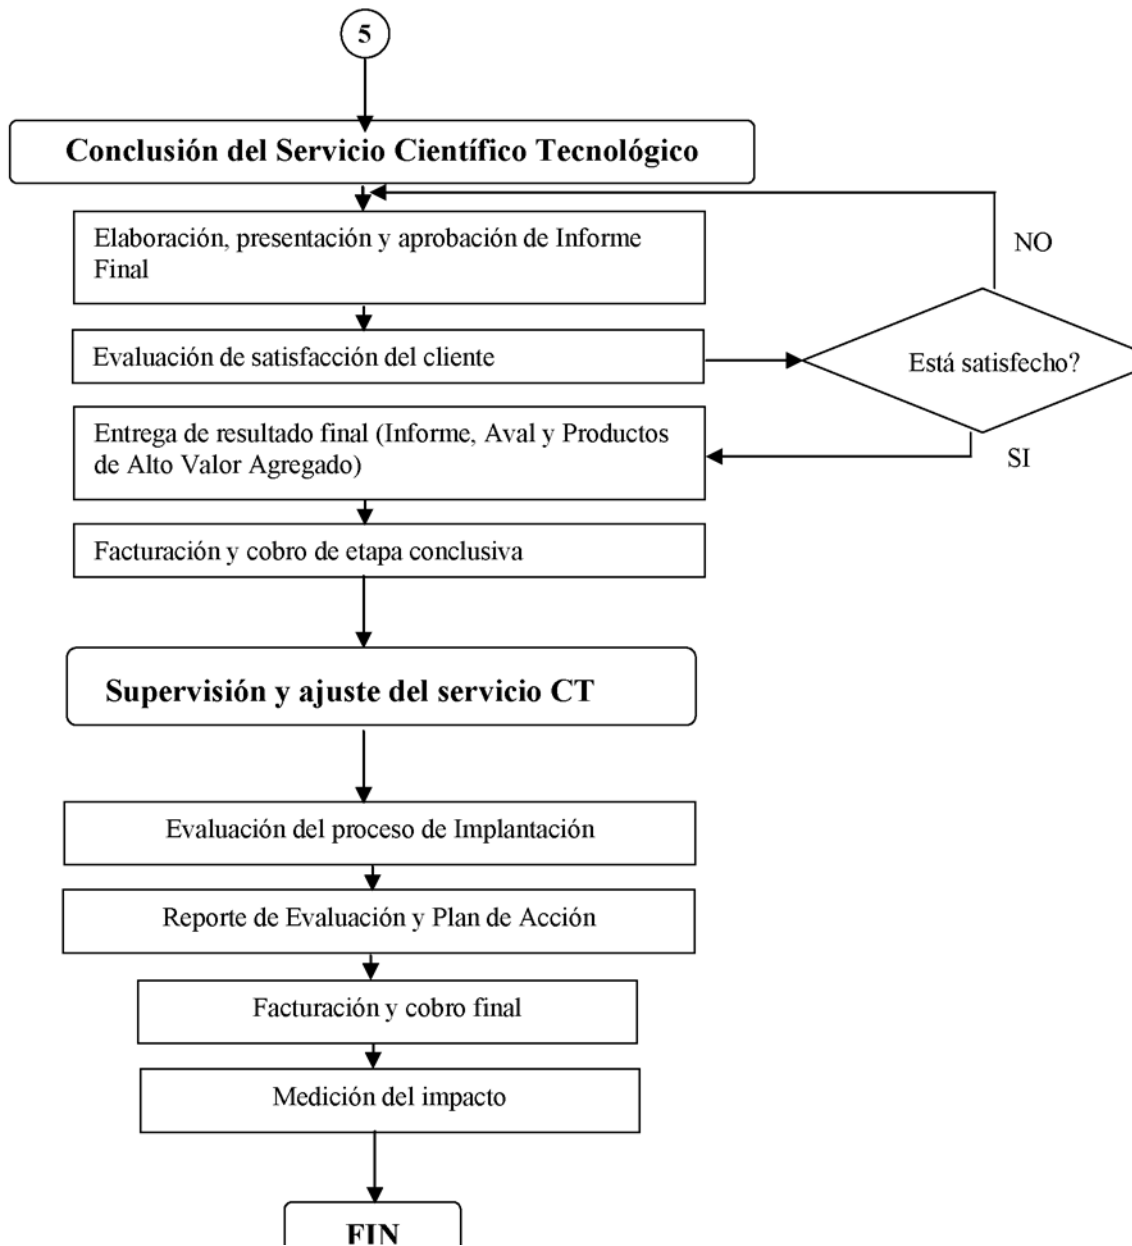 5
Conclusión del Servicio Científico Tecnológico
Elaboración, presentación y aprobación de Informe
Final
NO
Evaluación de satisfacción del cliente
Está satisfecho?
Entrega de resultado final (Informe, Aval y Productos
de Alto Valor Agregado)
SI
Facturación y cobro de etapa conclusiva
Supervisión y ajuste del servicio CT
Evaluación del proceso de Implantación
Reporte de Evaluación y Plan de Acción
Facturación y cobro final
Medición del impacto
FIN